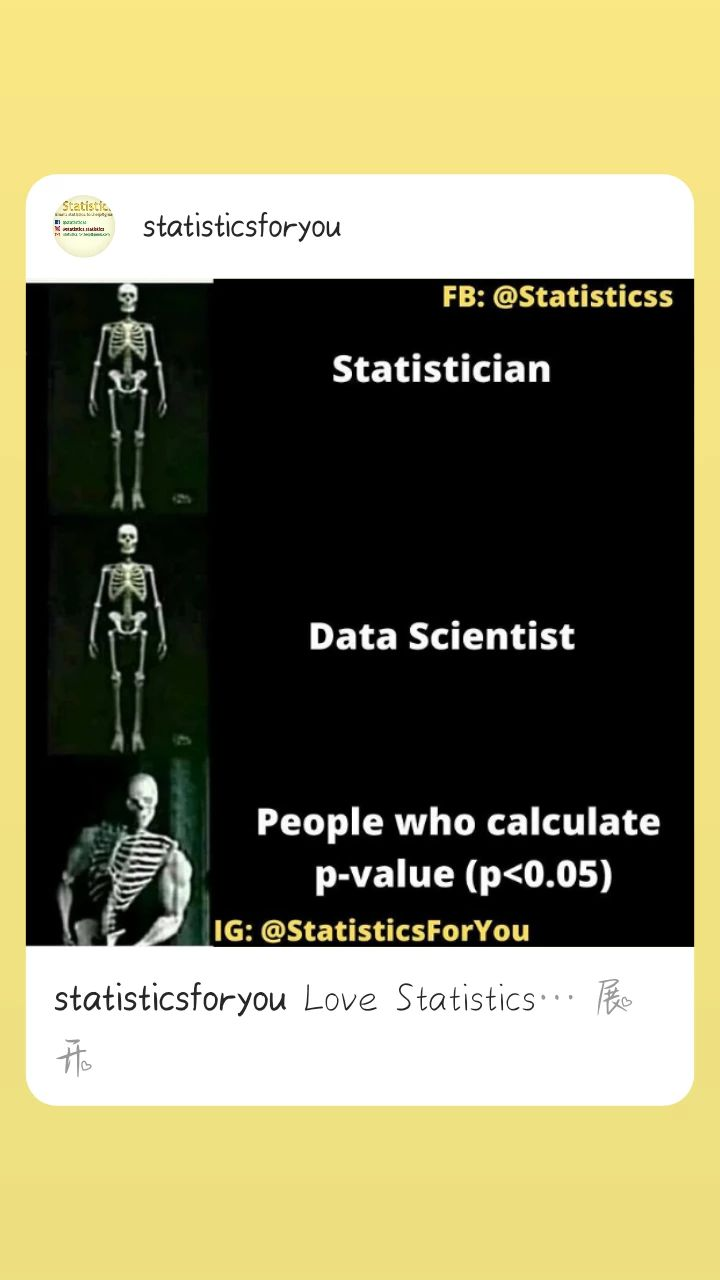 Statistic
statisticsforyou
FB: @Statisticss
Statistician
Data Scientist
People who calculate
p-value (p<0.05)
IG: @StatisticsForYou
statisticsforyou Love Statistics... 展
开